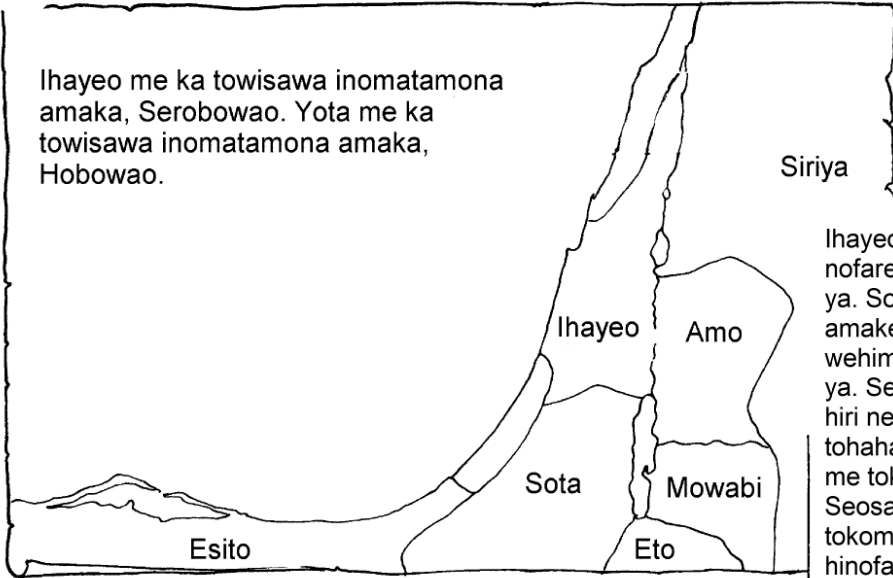 Ihayeo me ka towisawa inomatamona
amaka, Serobowao. Yota me ka
towisawa inomatamona amaka,
Hobowao.
Siriya
Ihayeo
Amo
Sota
Mowabi
Esito
Eto
Ihayeo
nofare
ya. So
amake
wehim
ya. Se
hiri ne
tohaha
me tok
Seosa
tokom
hinofa